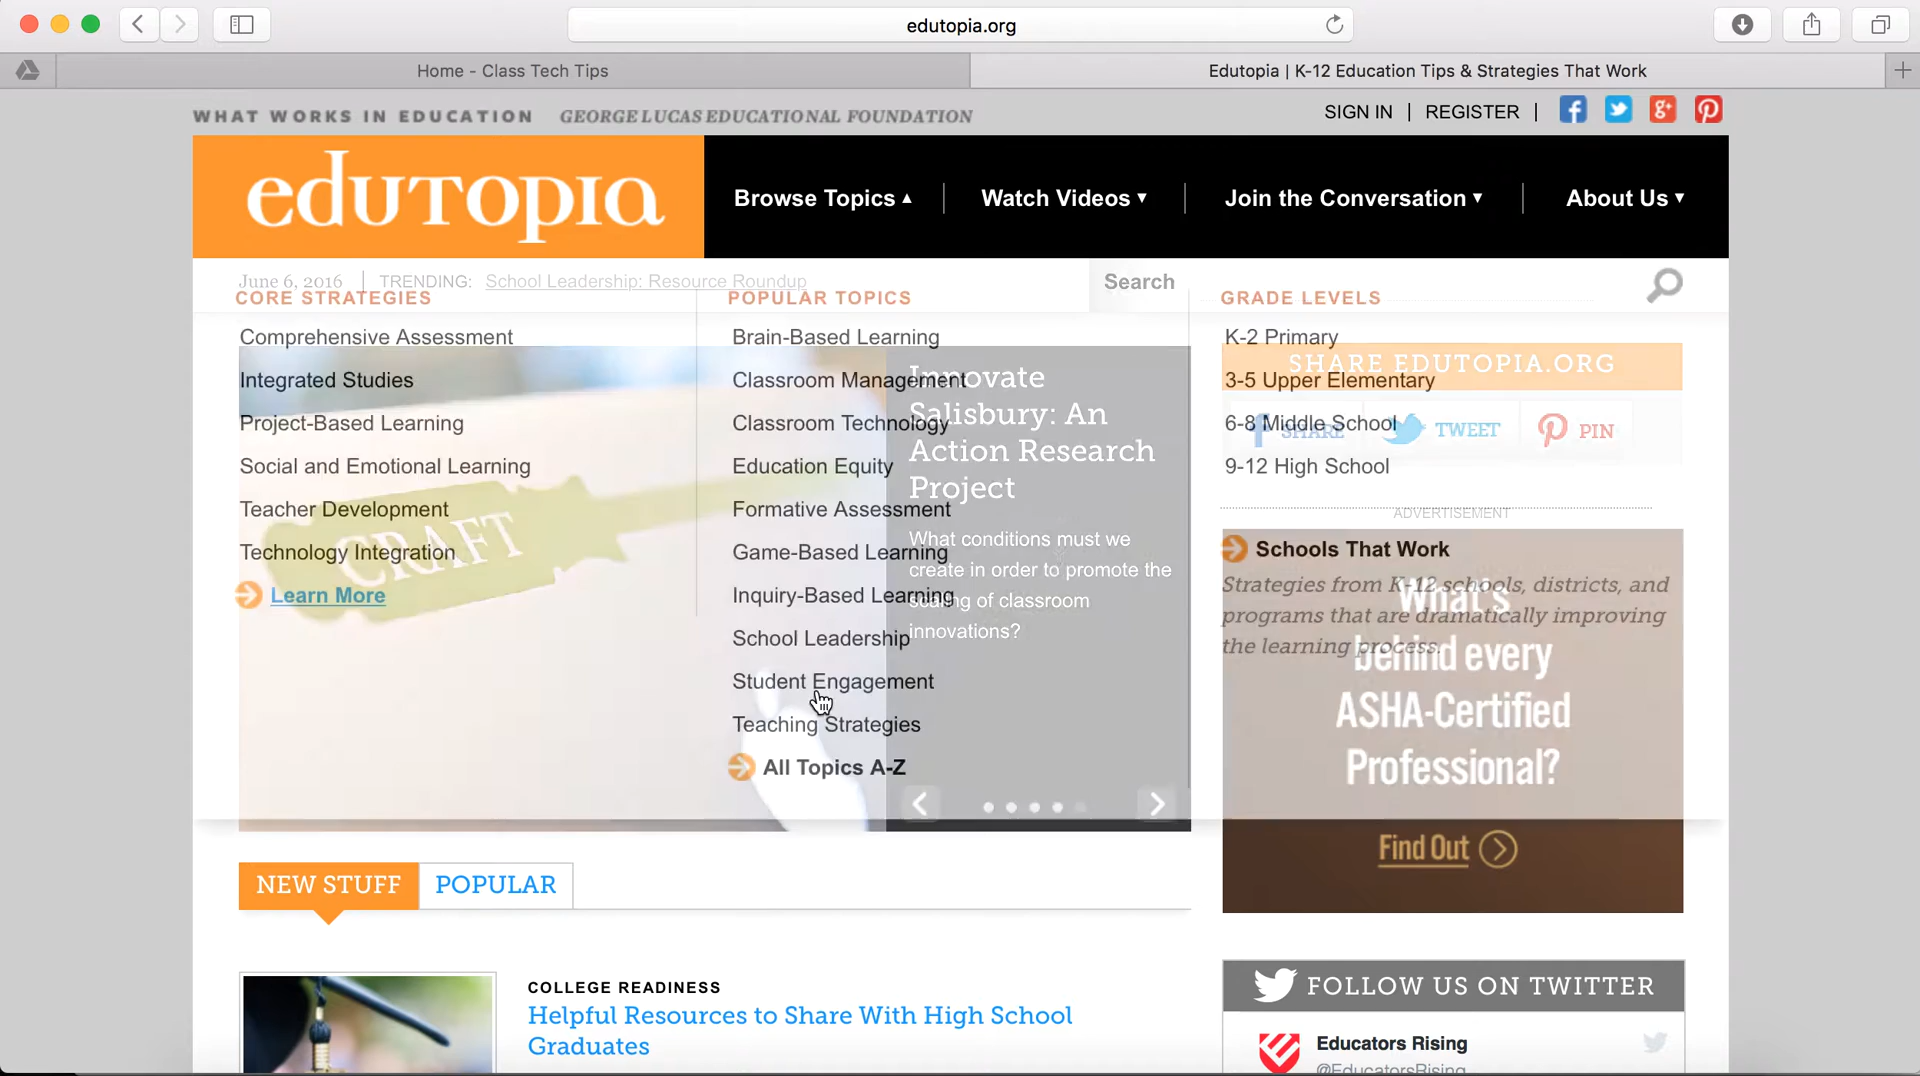 edutopia.org
Home - Class Tech Tips
Edutopia | K-12 Education Tips & Strategies That Work
WHAT WORKS IN EDUCATION
GEORGE LUCAS EDUCATIONAL FOUNDATION
SIGN IN | REGISTER |
edutopia
Browse Topics ▲
Watch Videos ▼
Join the Conversation ▼
About Us ▼
June 6, 2016
TRENDING: School Leadership: Resource Roundup
Search
CORE STRATEGIES
Comprehensive Assessment
Integrated Studies
Project-Based Learning
Social and Emotional Learning
Teacher Development
Technology Integration
Learn More
CRAFT
POPULAR TOPICS
Brain-Based Learning
Classroom Management
Classroom Technology
Education Equity
Formative Assessment
Game-Based Learning
Inquiry-Based Learning
School Leadership
Student Engagement
Teaching Strategies
All Topics A-Z
Innovate
Salisbury: An
Action Research
Project
What conditions must we
create in order to promote the
scaling of classroom
innovations?
GRADE LEVELS
K-2 Primary
3-5 Upper Elementary
6-8 Middle School
9-12 High School
SHARE EDUTOPIA.ORG
SHARE
TWEET
PIN
ADVERTISEMENT
Schools That Work
Strategies from K-12 schools, districts, and
programs that are dramatically improving
the learning process.
What's
behind every
ASHA-Certified
Professional?
Find Out
NEW STUFF
POPULAR
COLLEGE READINESS
Helpful Resources to Share With High School
Graduates
FOLLOW US ON TWITTER
Educators Rising
@EducatorsRising